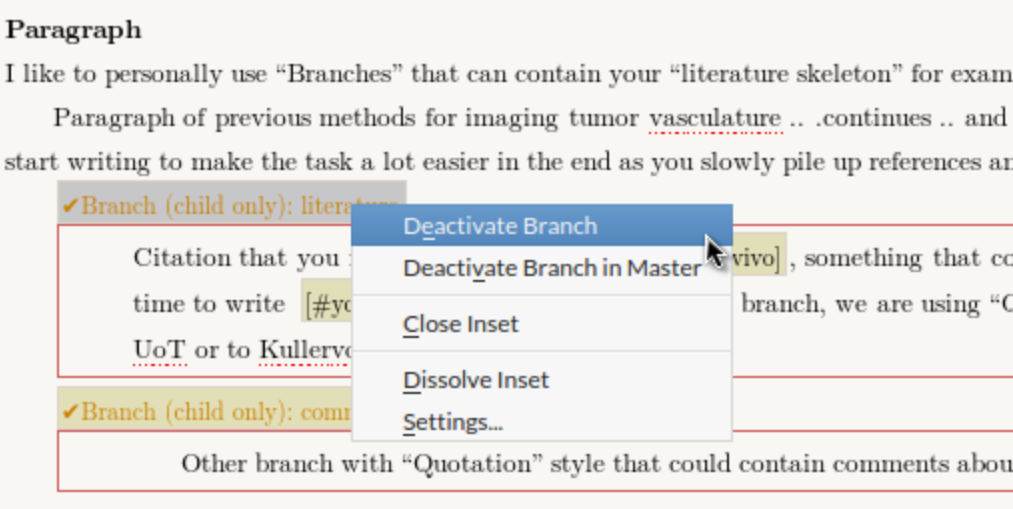 Paragraph
I like to personally use “Branches” that can contain your “literature skeleton” for exam
Paragraph of previous methods for imaging tumor vasculature .. .continues .. and
start writing to make the task a lot easier in the end as you slowly pile up references an
✔Branch (child only): literature
Deactivate Branch
Citation that you vivo] , something that co
Deactivate Branch in Master
time to write [#yo branch, we are using “C
Close Inset
UoT or to Kullervo
Dissolve Inset
✔Branch (child only): comm
Settings...
Other branch with “Quotation” style that could contain comments abou